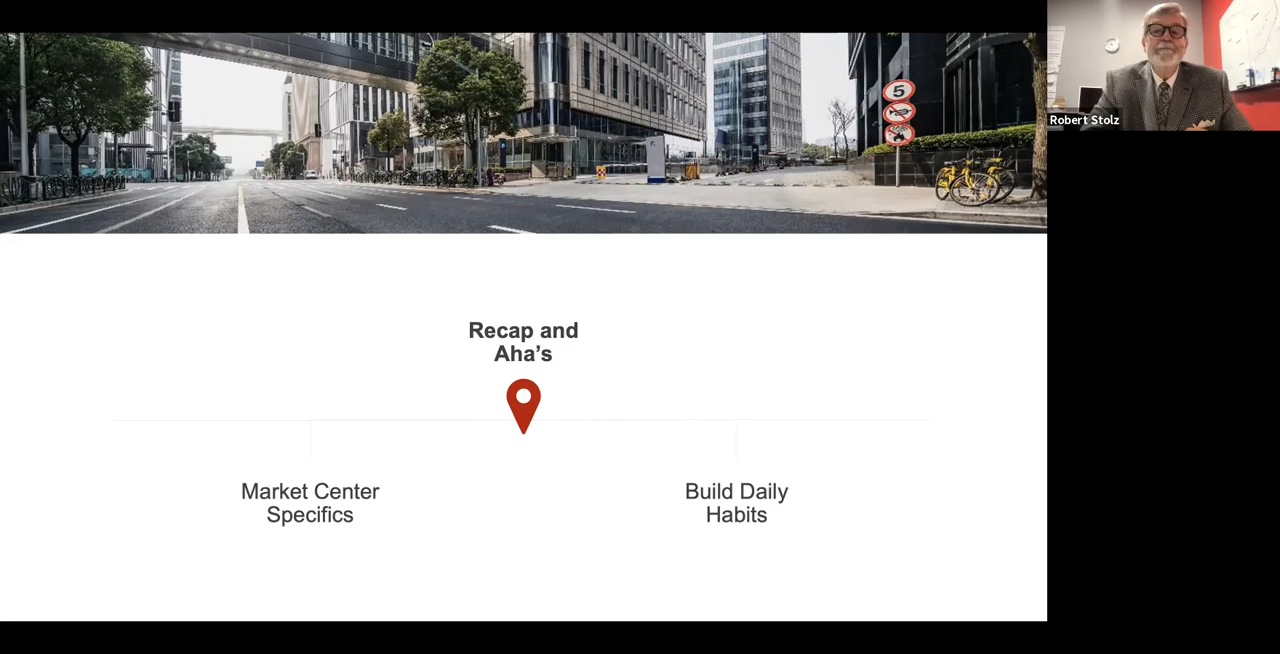 5
Robert Stolz
Recap and
Aha’s
Market Center
Specifics
Build Daily
Habits